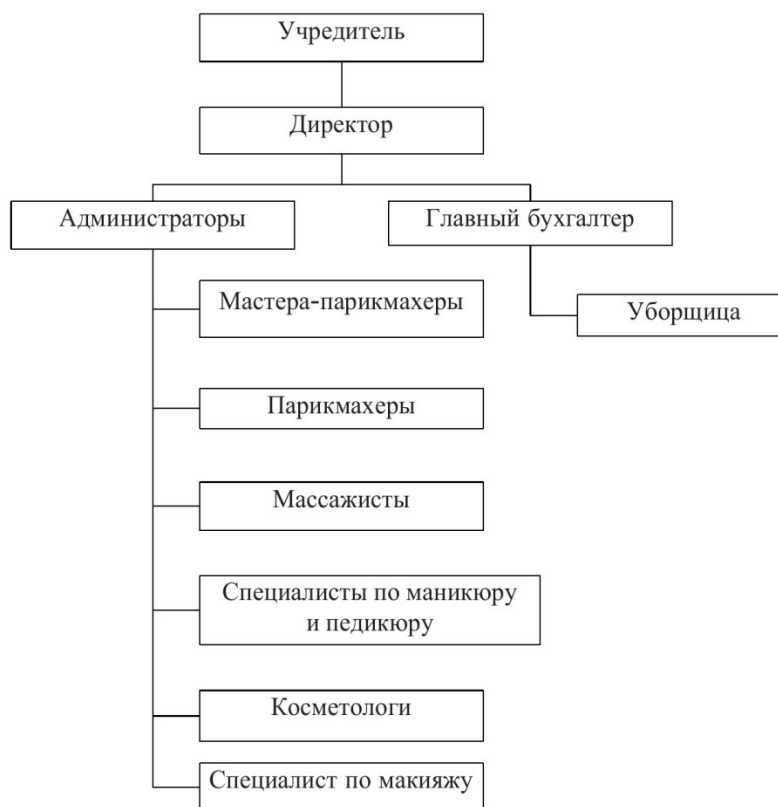 Учредитель
Директор
Администраторы
Главный бухгалтер
Мастера-парикмахеры
Уборщица
Парикмахеры
Массажисты
Специалисты по маникюру
и педикюру
Косметологи
Специалист по макияжу